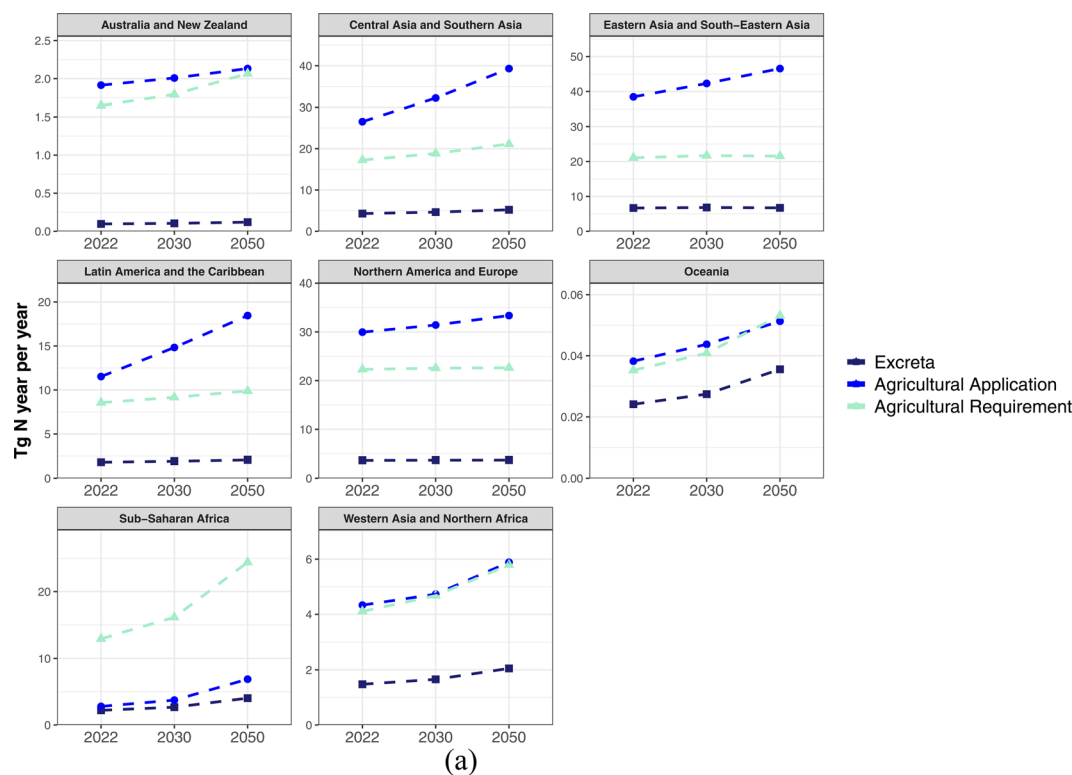 Australia and New Zealand
2.5
2.0
1.5
1.0
0.5
0.0
2022 2030 2050
Central Asia and Southern Asia
40
30
20
10
0
2022 2030 2050
Eastern Asia and South-Eastern Asia
50
40
30
20
10
0
2022 2030 2050
Latin America and the Caribbean
20
15
10
5
0
2022 2030 2050
Northern America and Europe
40
30
20
10
0
2022 2030 2050
Oceania
0.06
0.04
0.02
0.00
2022 2030 2050
Sub-Saharan Africa
20
10
0
2022 2030 2050
Western Asia and Northern Africa
6
4
2
0
2022 2030 2050
Tg N year per year
Excreta
Agricultural Application
Agricultural Requirement
(a)